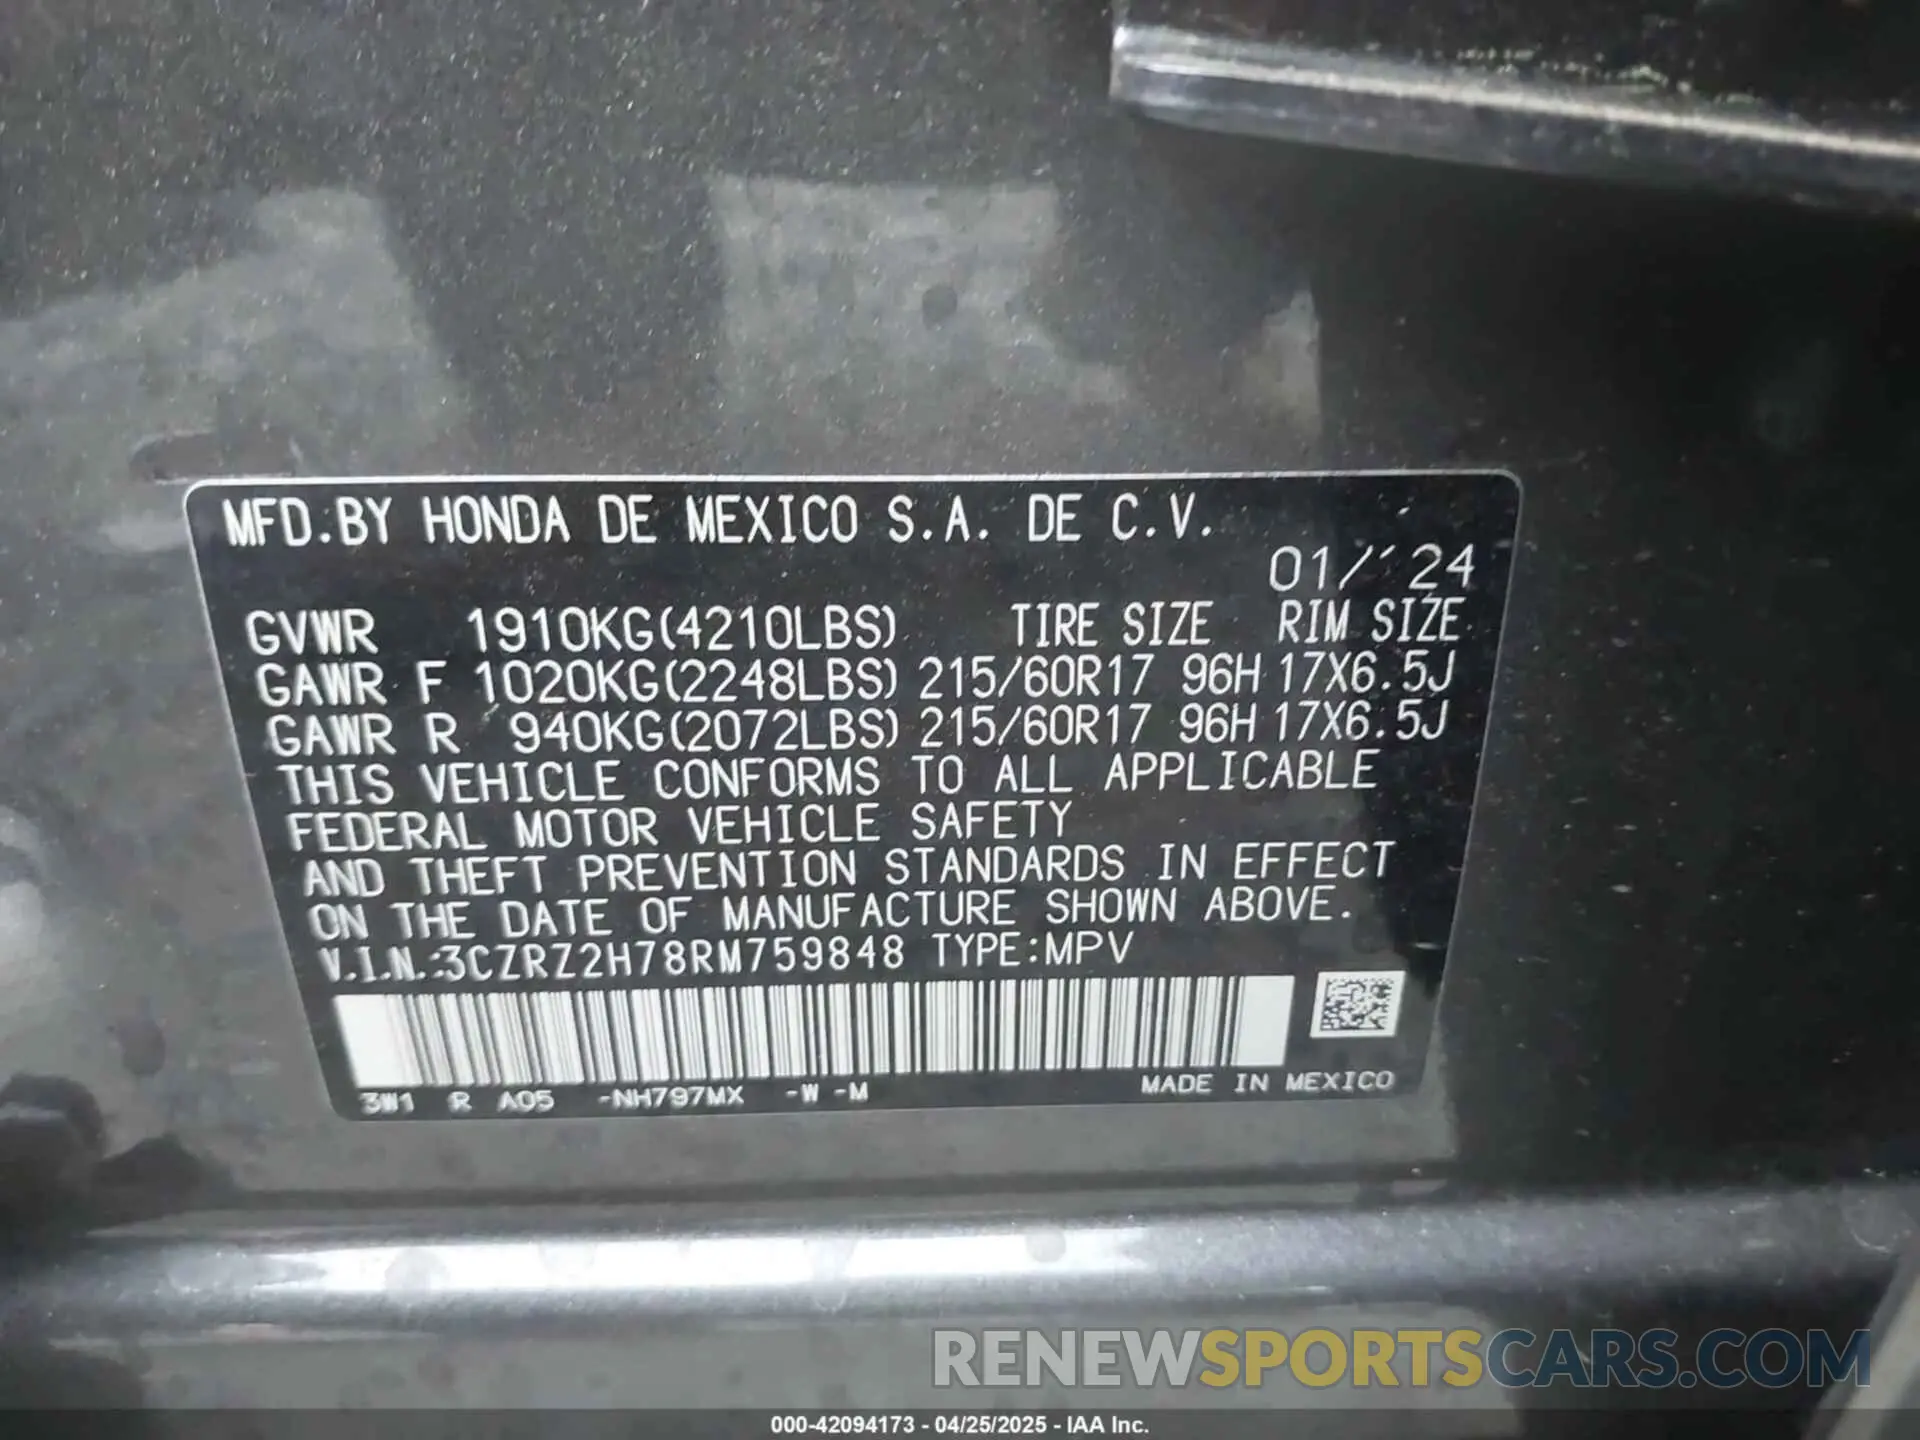 MFD.BY HONDA DE MEXICO S.A. DE C.V.
01/'24
GVWR 1910KG(4210LBS) TIRE SIZE RIM SIZE
GAWR F 1020KG(2248LBS) 215/60R17 96H 17X6.5J
GAWR R 940KG(2072LBS) 215/60R17 96H 17X6.5J
THIS VEHICLE CONFORMS TO ALL APPLICABLE
FEDERAL MOTOR VEHICLE SAFETY
AND THEFT PREVENTION STANDARDS IN EFFECT
ON THE DATE OF MANUFACTURE SHOWN ABOVE.
V.I.N.:3CZRZ2H78RM759848 TYPE:MPV
3W1 R A05 -NH797MX -W -M MADE IN MEXICO
RENEWSPORTSCARS.COM
000-42094173 - 04/25/2025 - IAA Inc.